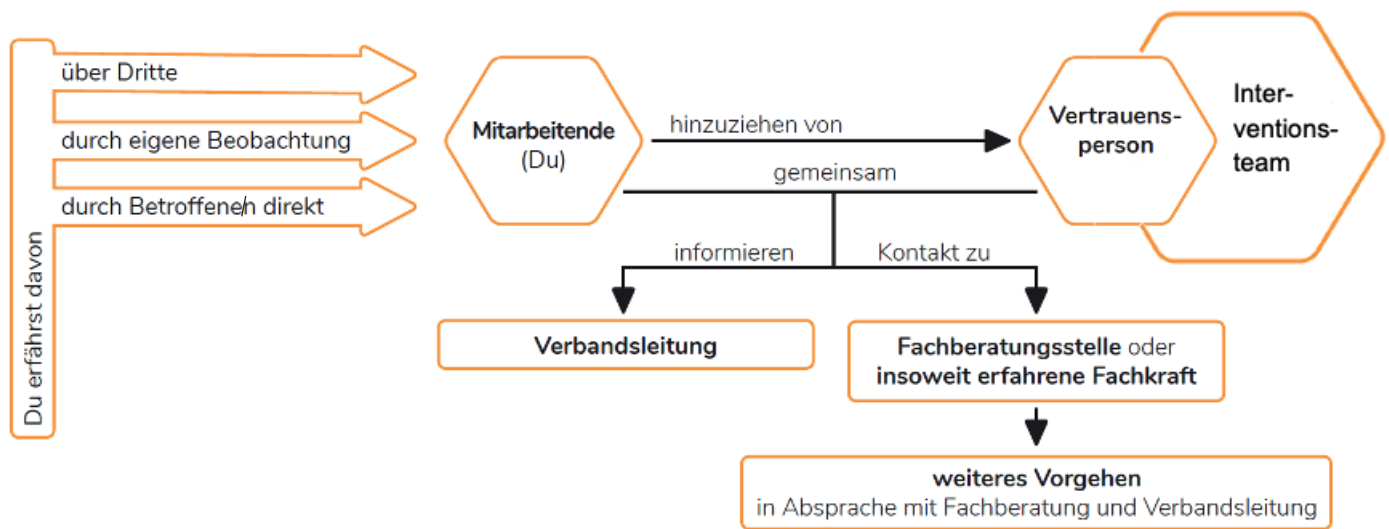 Du erfährst davon
über Dritte
durch eigene Beobachtung
durch Betroffene/n direkt
Mitarbeitende
(Du)
hinzuziehen von
gemeinsam
Vertrauens-
person
Inter-
ventions-
team
informieren
Kontakt zu
Verbandsleitung
Fachberatungsstelle oder
insoweit erfahrene Fachkraft
weiteres Vorgehen
in Absprache mit Fachberatung und Verbandsleitung